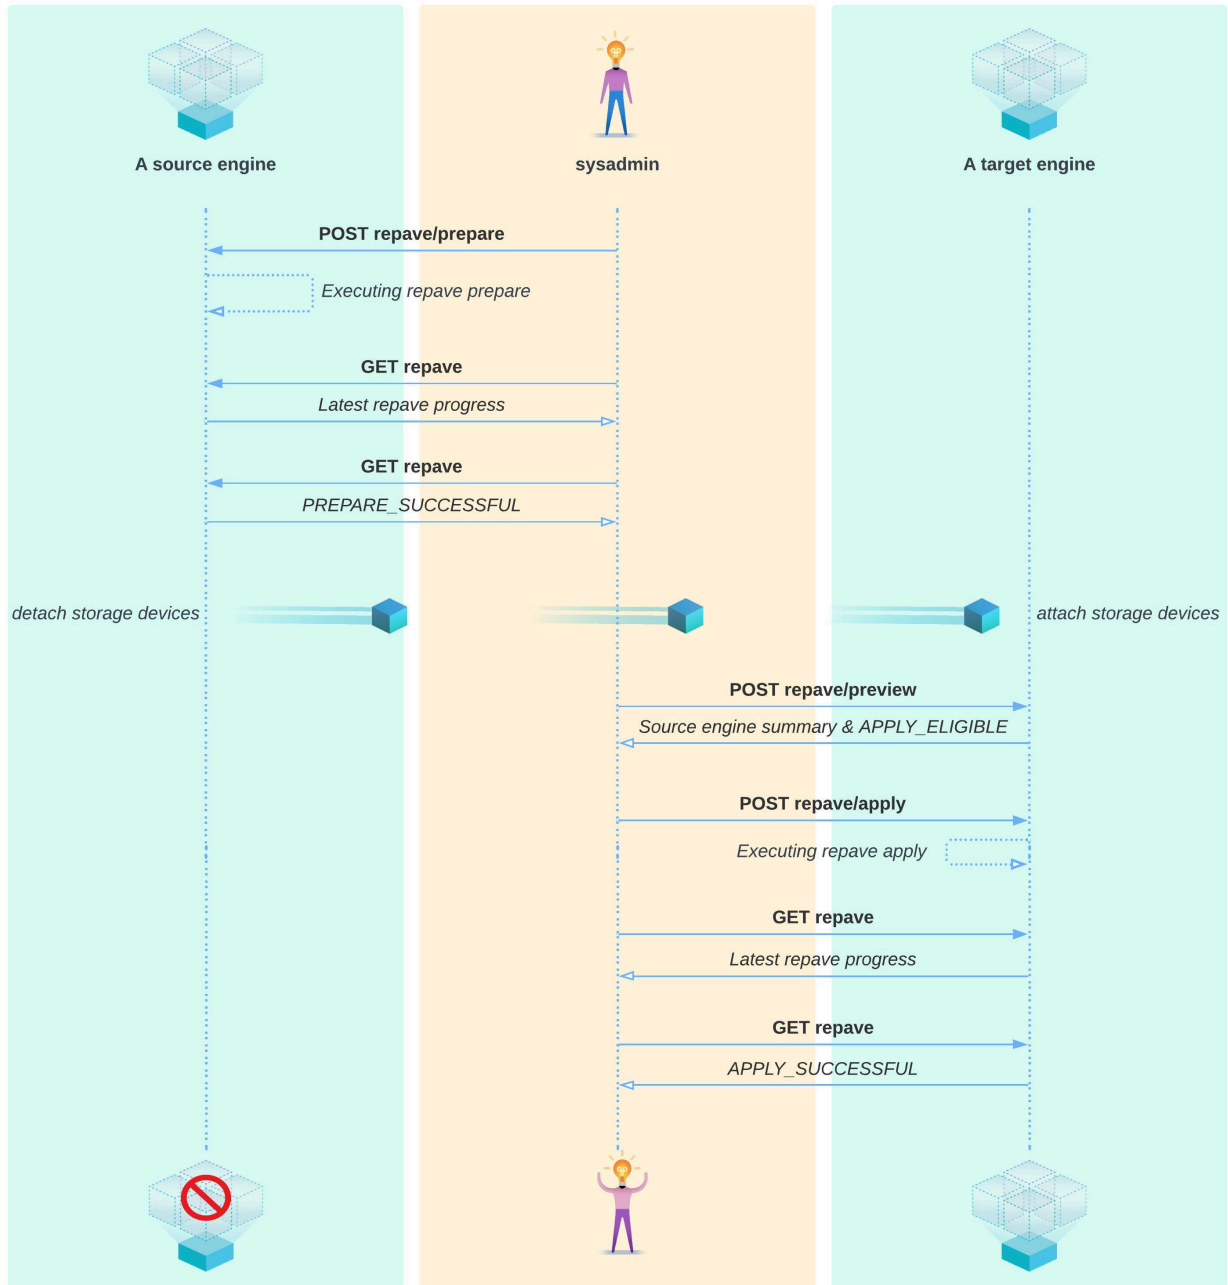 A source engine
sysadmin
A target engine
POST repave/prepare
Executing repave prepare
GET repave
Latest repave progress
GET repave
PREPARE_SUCCESSFUL
detach storage devices
attach storage devices
POST repave/preview
Source engine summary & APPLY_ELIGIBLE
POST repave/apply
Executing repave apply
GET repave
Latest repave progress
GET repave
APPLY_SUCCESSFUL